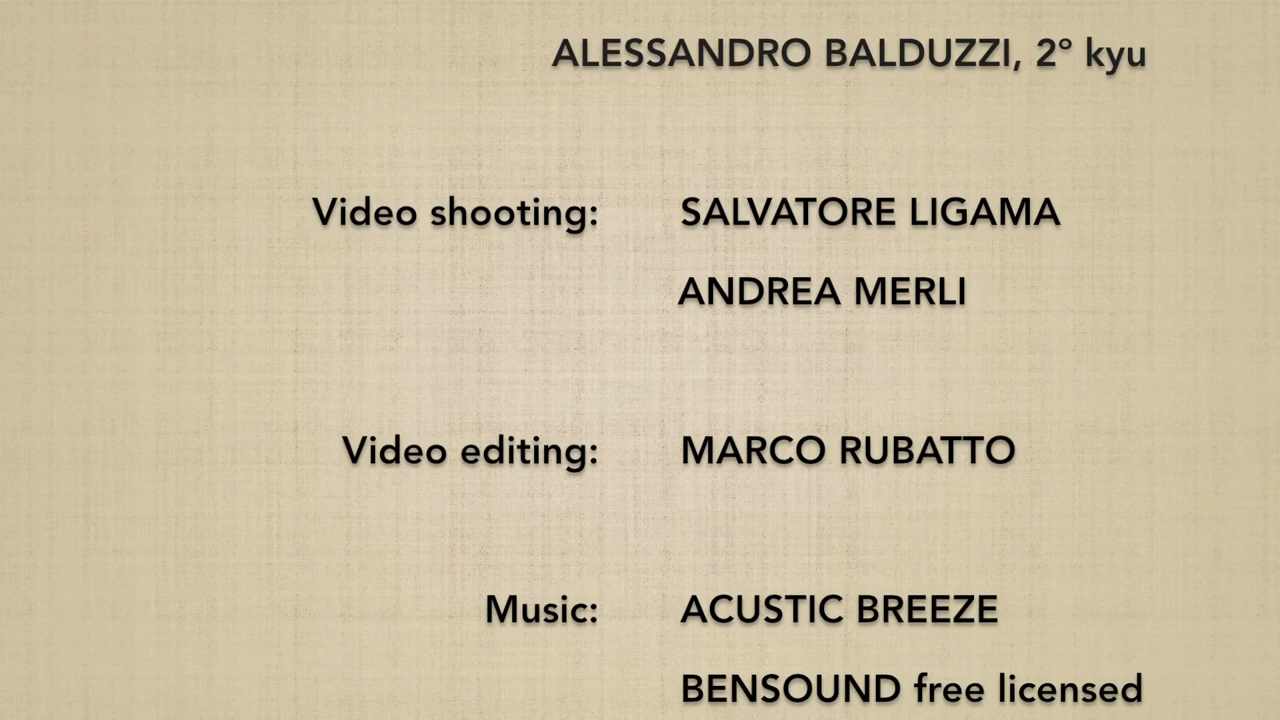 ALESSANDRO BALDUZZI, 2° kyu
Video shooting: SALVATORE LIGAMA
ANDREA MERLI
Video editing: MARCO RUBATTO
Music: ACUSTIC BREEZE
BENSOUND free licensed